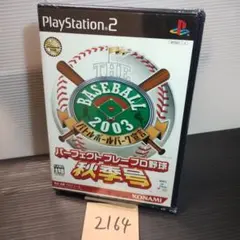 PlayStation 2
THE
BASEBALL
2003
バトルボールパーク宣言
パーフェクトプレープロ野球
秋季号
KONAMI
2164